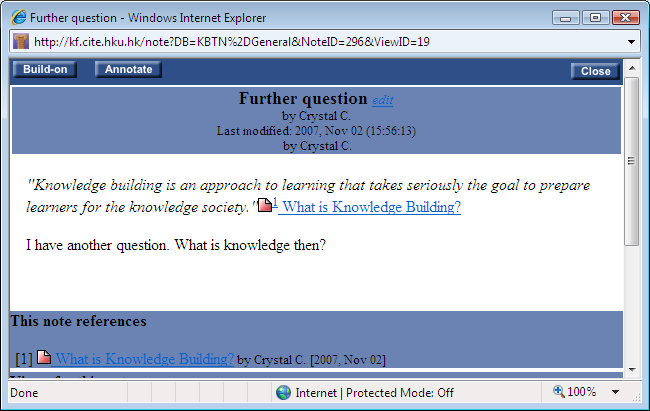 Further question - Windows Internet Explorer
http://kf.cite.hku.hk/note?DB=KBTN%2DGeneral&NoteID=296&ViewID=19
Build-on Annotate Close
Further question edit
by Crystal C.
Last modified: 2007, Nov 02 (15:56:13)
by Crystal C.
"Knowledge building is an approach to learning that takes seriously the goal to prepare
learners for the knowledge society." 1 What is Knowledge Building?
I have another question. What is knowledge then?
This note references
[1] What is Knowledge Building? by Crystal C. [2007, Nov 02]
Done Internet | Protected Mode: Off 100%